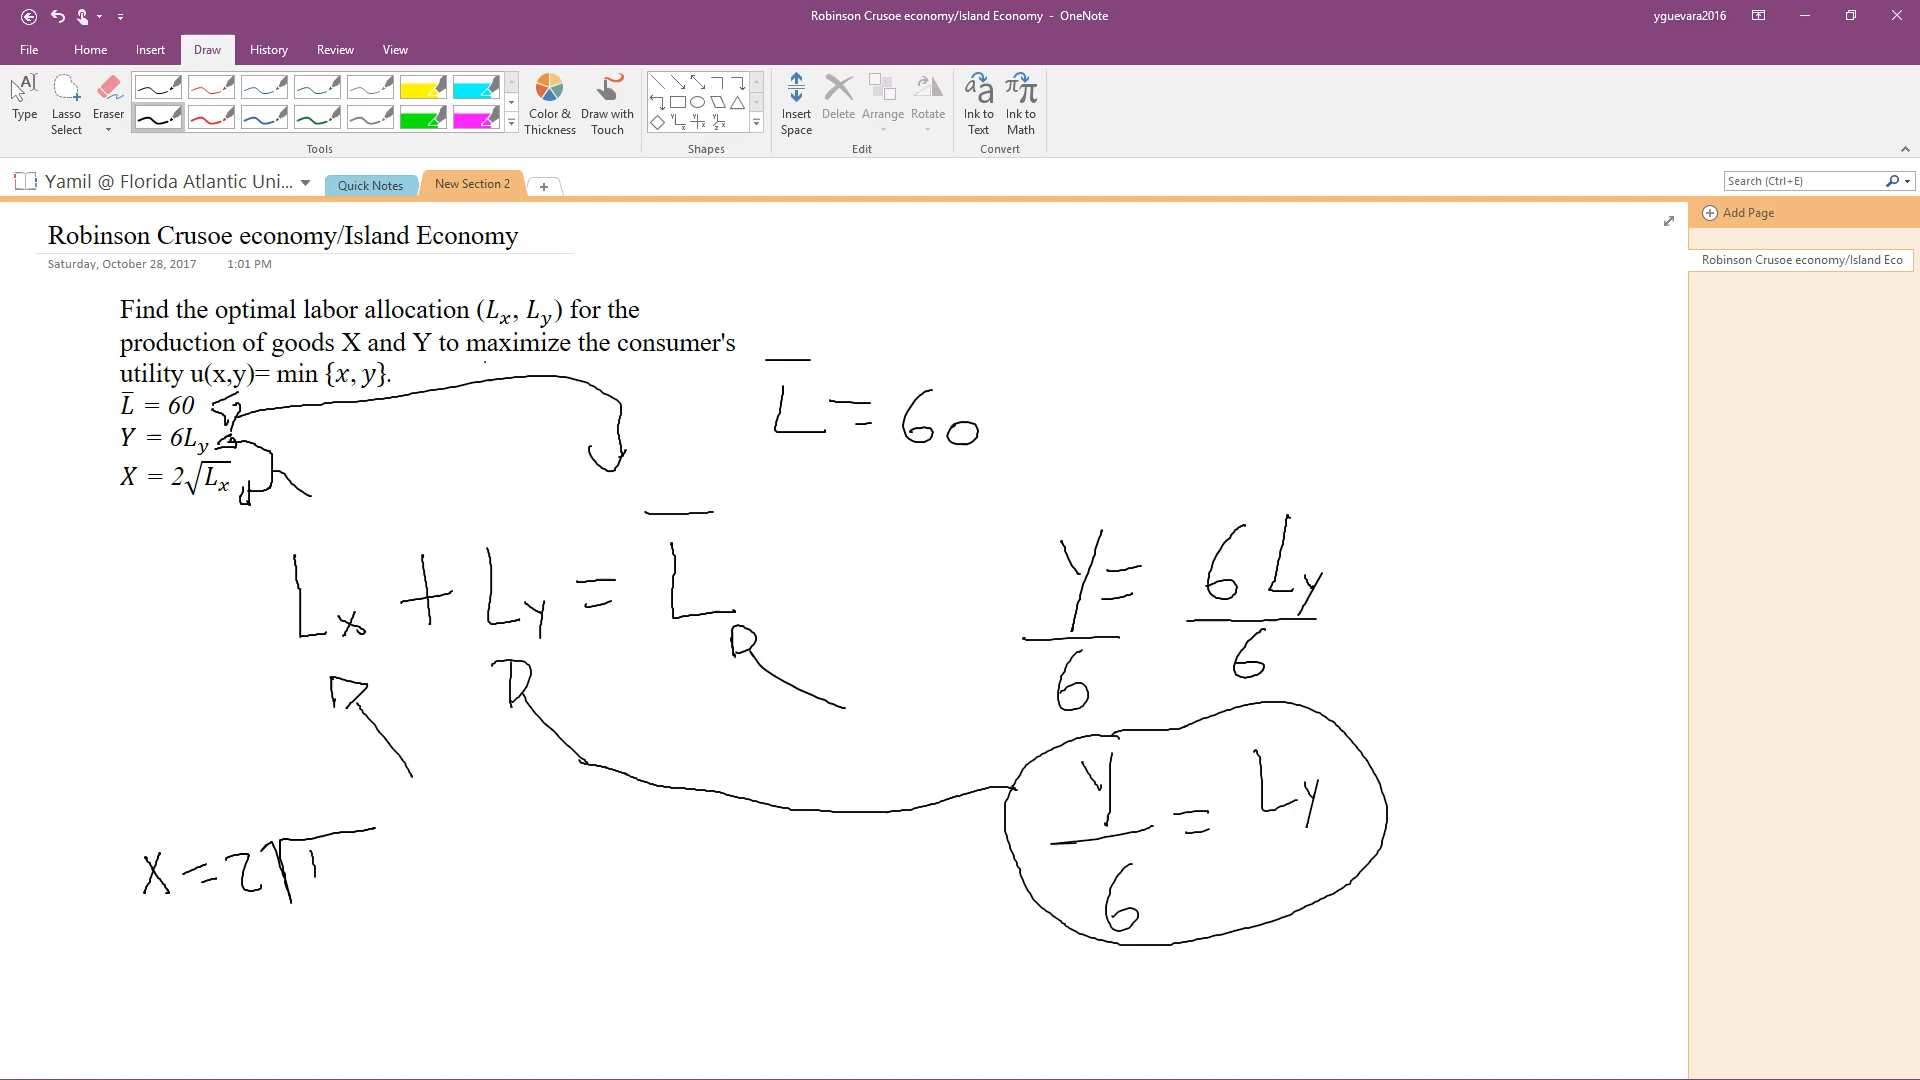 Robinson Crusoe economy/Island Economy - OneNote
yguevara2016
File Home Insert Draw History Review View
Type
Lasso Select
Eraser
Color & Thickness
Draw with Touch
Insert Space
Delete
Arrange
Rotate
Ink to Text
Ink to Math
Tools
Shapes
Edit
Convert
Yamil @ Florida Atlantic Uni...
Quick Notes
New Section 2
Search (Ctrl+E)
Add Page
Robinson Crusoe economy/Island Eco
Robinson Crusoe economy/Island Economy
Saturday, October 28, 2017 1:01 PM
Find the optimal labor allocation (Lₓ, L_y) for the
production of goods X and Y to maximize the consumer's
utility u(x,y)= min {x, y}.
L̅ = 60
Y = 6L_y
X = 2√Lₓ
L̅ = 60
Lₓ + L_y = L̅
y/6 = 6L_y/6
y/6 = L_y
X = 2√